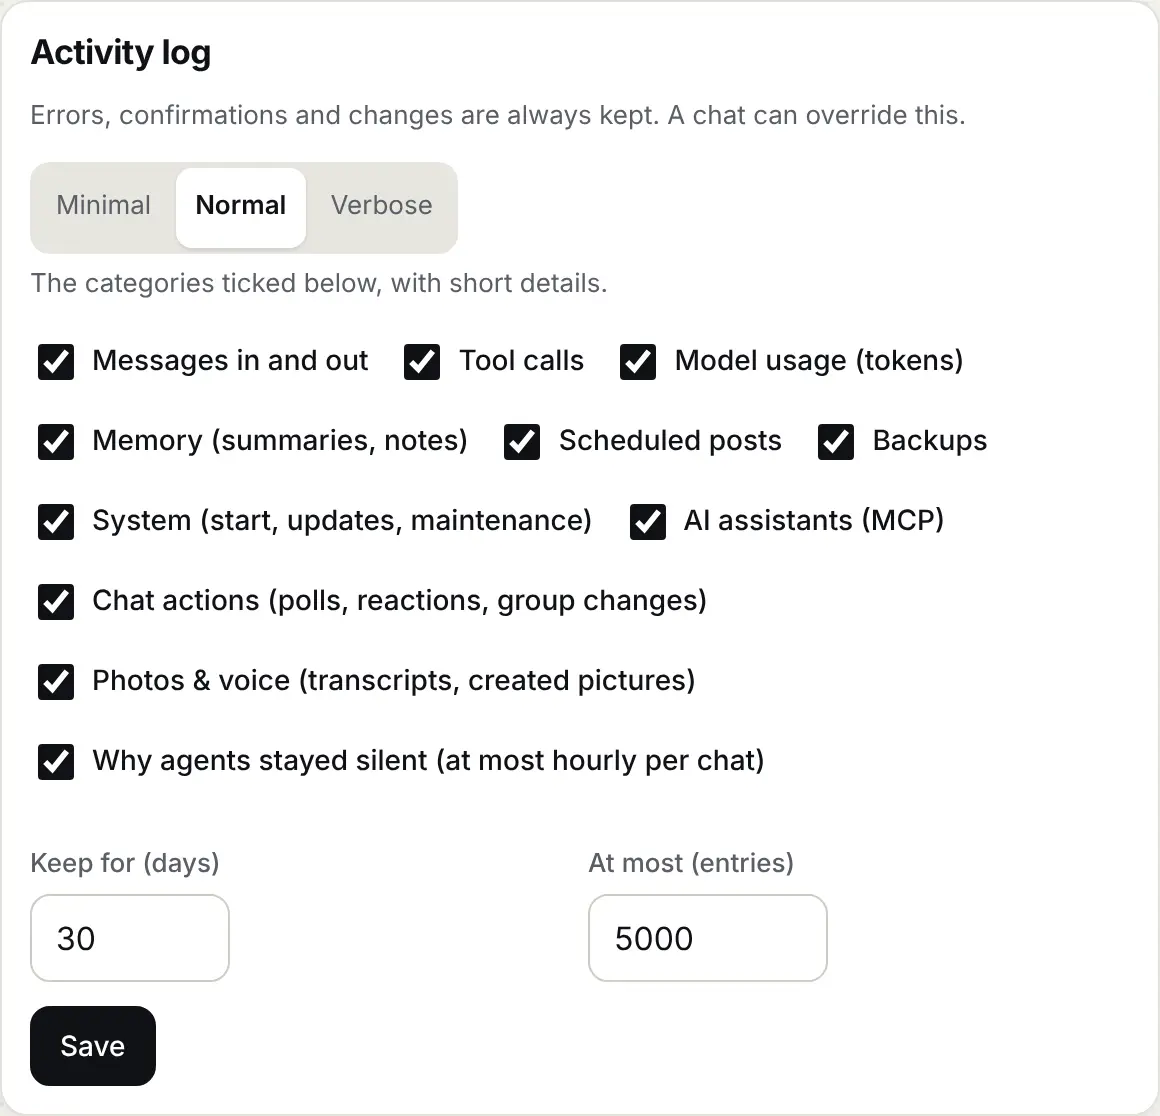 Activity log
Errors, confirmations and changes are always kept. A chat can override this.
Minimal Normal Verbose
The categories ticked below, with short details.
Messages in and out Tool calls Model usage (tokens)
Memory (summaries, notes) Scheduled posts Backups
System (start, updates, maintenance) AI assistants (MCP)
Chat actions (polls, reactions, group changes)
Photos & voice (transcripts, created pictures)
Why agents stayed silent (at most hourly per chat)
Keep for (days) At most (entries)
30 5000
Save